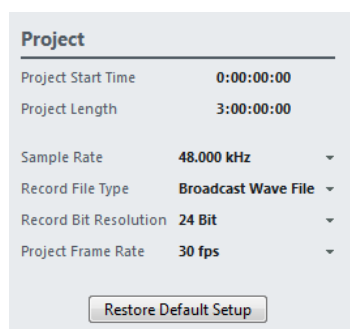 Project
Project Start Time 0:00:00:00
Project Length 3:00:00:00
Sample Rate 48.000 kHz
Record File Type Broadcast Wave File
Record Bit Resolution 24 Bit
Project Frame Rate 30 fps
Restore Default Setup